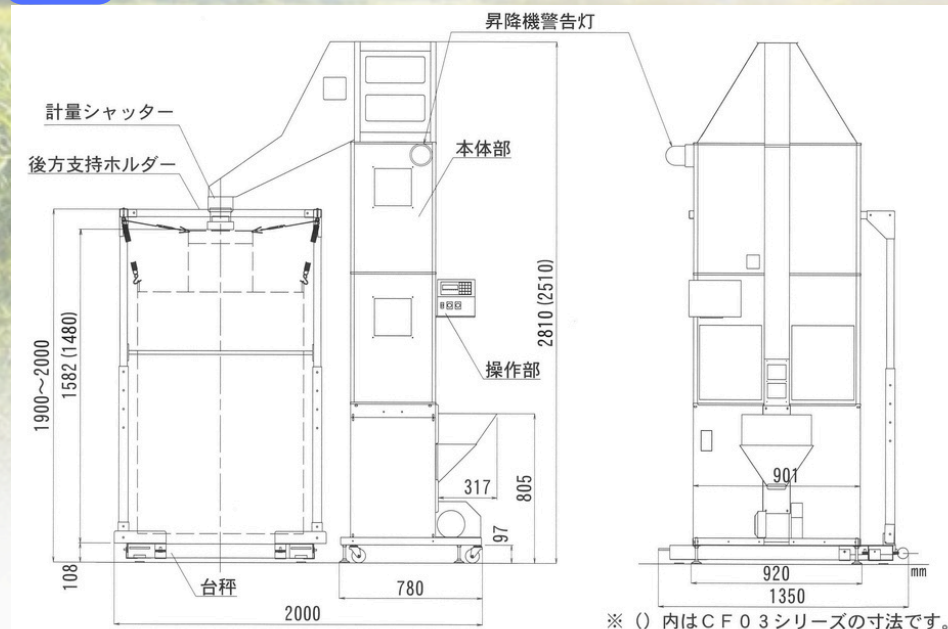 昇降機警告灯
計量シャッター
後方支持ホルダー
本体部
操作部
台秤
1900～2000
1582(1480)
108
2810(2510)
805
317
97
780
2000
901
920
1350
mm
※()内はCF03シリーズの寸法です。